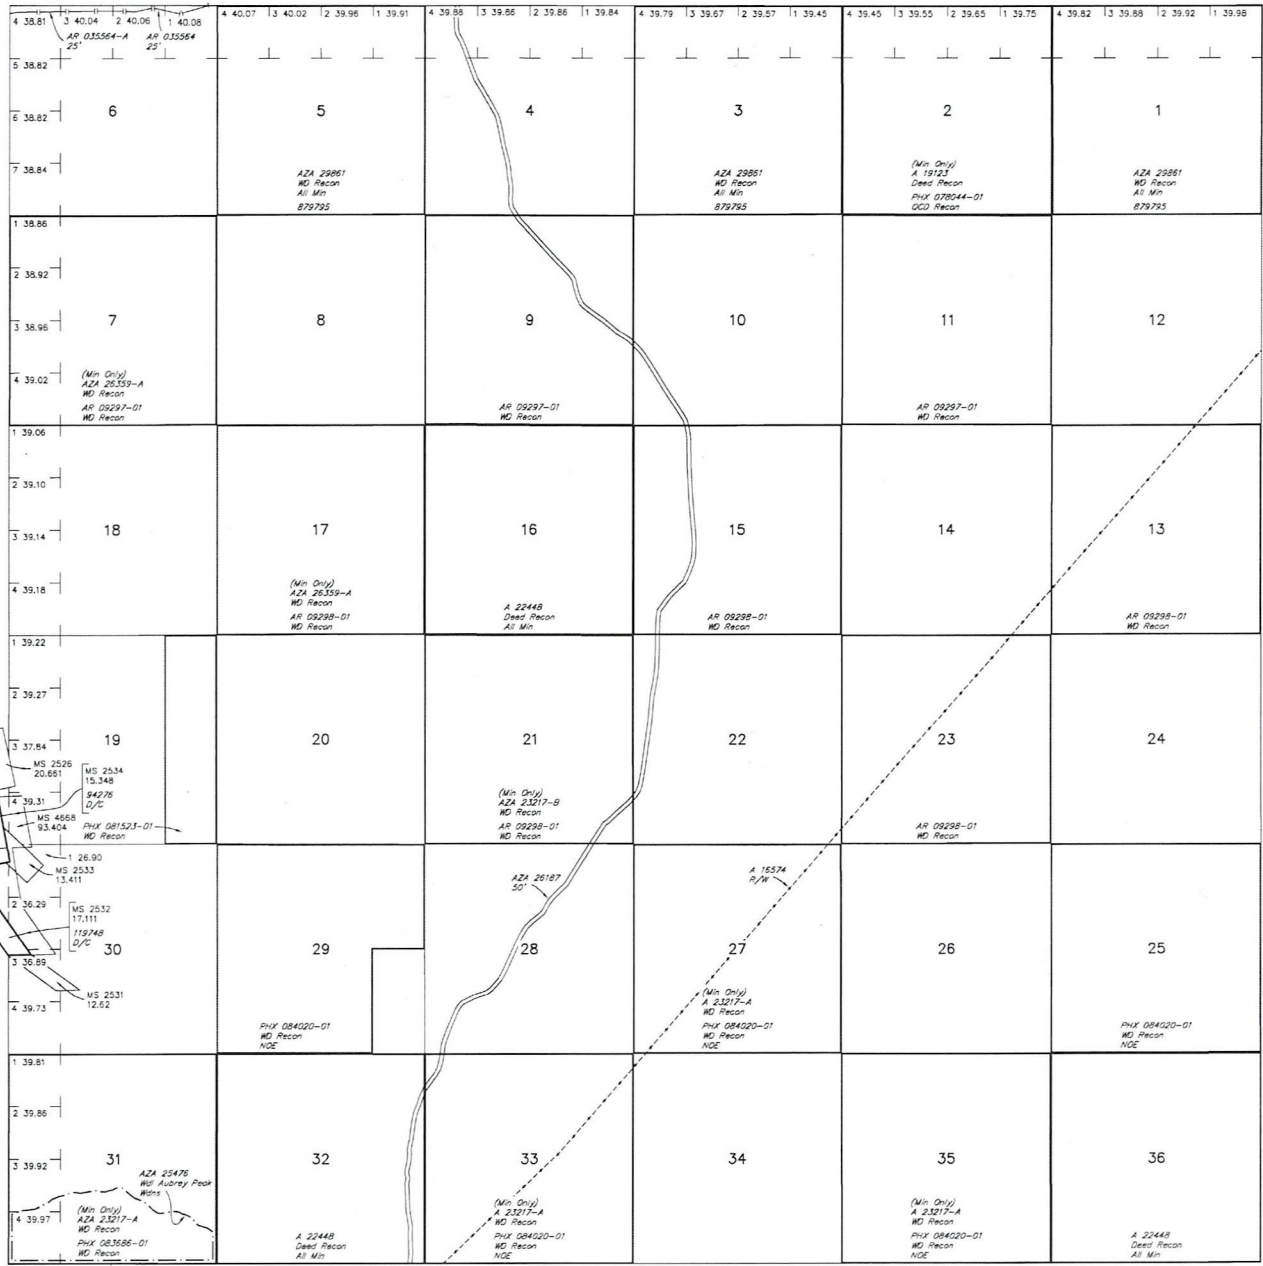 4 38.81 3 40.04 2 40.06 1 40.08 4 40.07 3 40.02 2 39.96 1 39.91 4 39.88 3 39.86 2 39.86 1 39.84 4 39.79 3 39.67 2 39.57 1 39.45 4 39.45 3 39.55 2 39.65 1 39.75 4 39.82 3 39.88 2 39.92 1 39.98
AR 035564-A
25'
AR 035564
25'
5 38.82
6 38.82
7 38.84
6
5
AZA 29861
WD Recon
All Min
879795
4
3
AZA 29861
WD Recon
All Min
879795
2
(Min Only)
A 19123
Deed Recon
PHX 078044-01
QCD Recon
1
AZA 29861
WD Recon
All Min
879795
1 38.86
2 38.92
3 38.96
4 39.02
7
(Min Only)
AZA 26359-A
WD Recon
AR 09297-01
WD Recon
8
9
AR 09297-01
WD Recon
10
11
AR 09297-01
WD Recon
12
1 39.06
2 39.10
3 39.14
4 39.18
18
17
(Min Only)
AZA 26359-A
WD Recon
AR 09298-01
WD Recon
16
A 22448
Deed Recon
All Min
15
AR 09298-01
WD Recon
14
13
AR 09298-01
WD Recon
1 39.22
2 39.27
3 37.84
4 39.31
19
MS 2526
20.661
MS 2534
15.348
94276
D/C
MS 4668
93.404
PHX 081523-01
WD Recon
20
21
(Min Only)
AZA 23217-B
WD Recon
AR 09298-01
WD Recon
22
23
AR 09298-01
WD Recon
24
1 26.90
MS 2533
13.411
2 36.29
MS 2532
17.111
119748
D/C
3 36.89
30
MS 2531
12.62
4 39.73
29
PHX 084020-01
WD Recon
NOE
AZA 26187
50'
28
A 16574
R/W
27
(Min Only)
A 23217-A
WD Recon
PHX 084020-01
WD Recon
NOE
26
25
PHX 084020-01
WD Recon
NOE
1 39.81
2 39.86
3 39.92
4 39.97
31
AZA 25476
Wdl Aubrey Peak
Wdns
(Min Only)
AZA 23217-A
WD Recon
PHX 083686-01
WD Recon
32
A 22448
Deed Recon
All Min
33
(Min Only)
A 23217-A
WD Recon
PHX 084020-01
WD Recon
NOE
34
35
(Min Only)
A 23217-A
WD Recon
PHX 084020-01
WD Recon
NOE
36
A 22448
Deed Recon
All Min